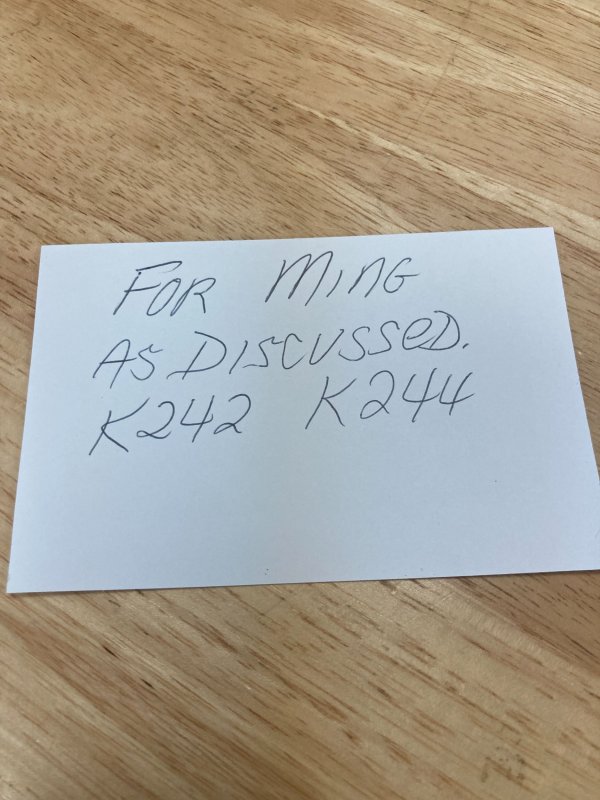 FOR MING
AS DISCUSSED.
K242 K244